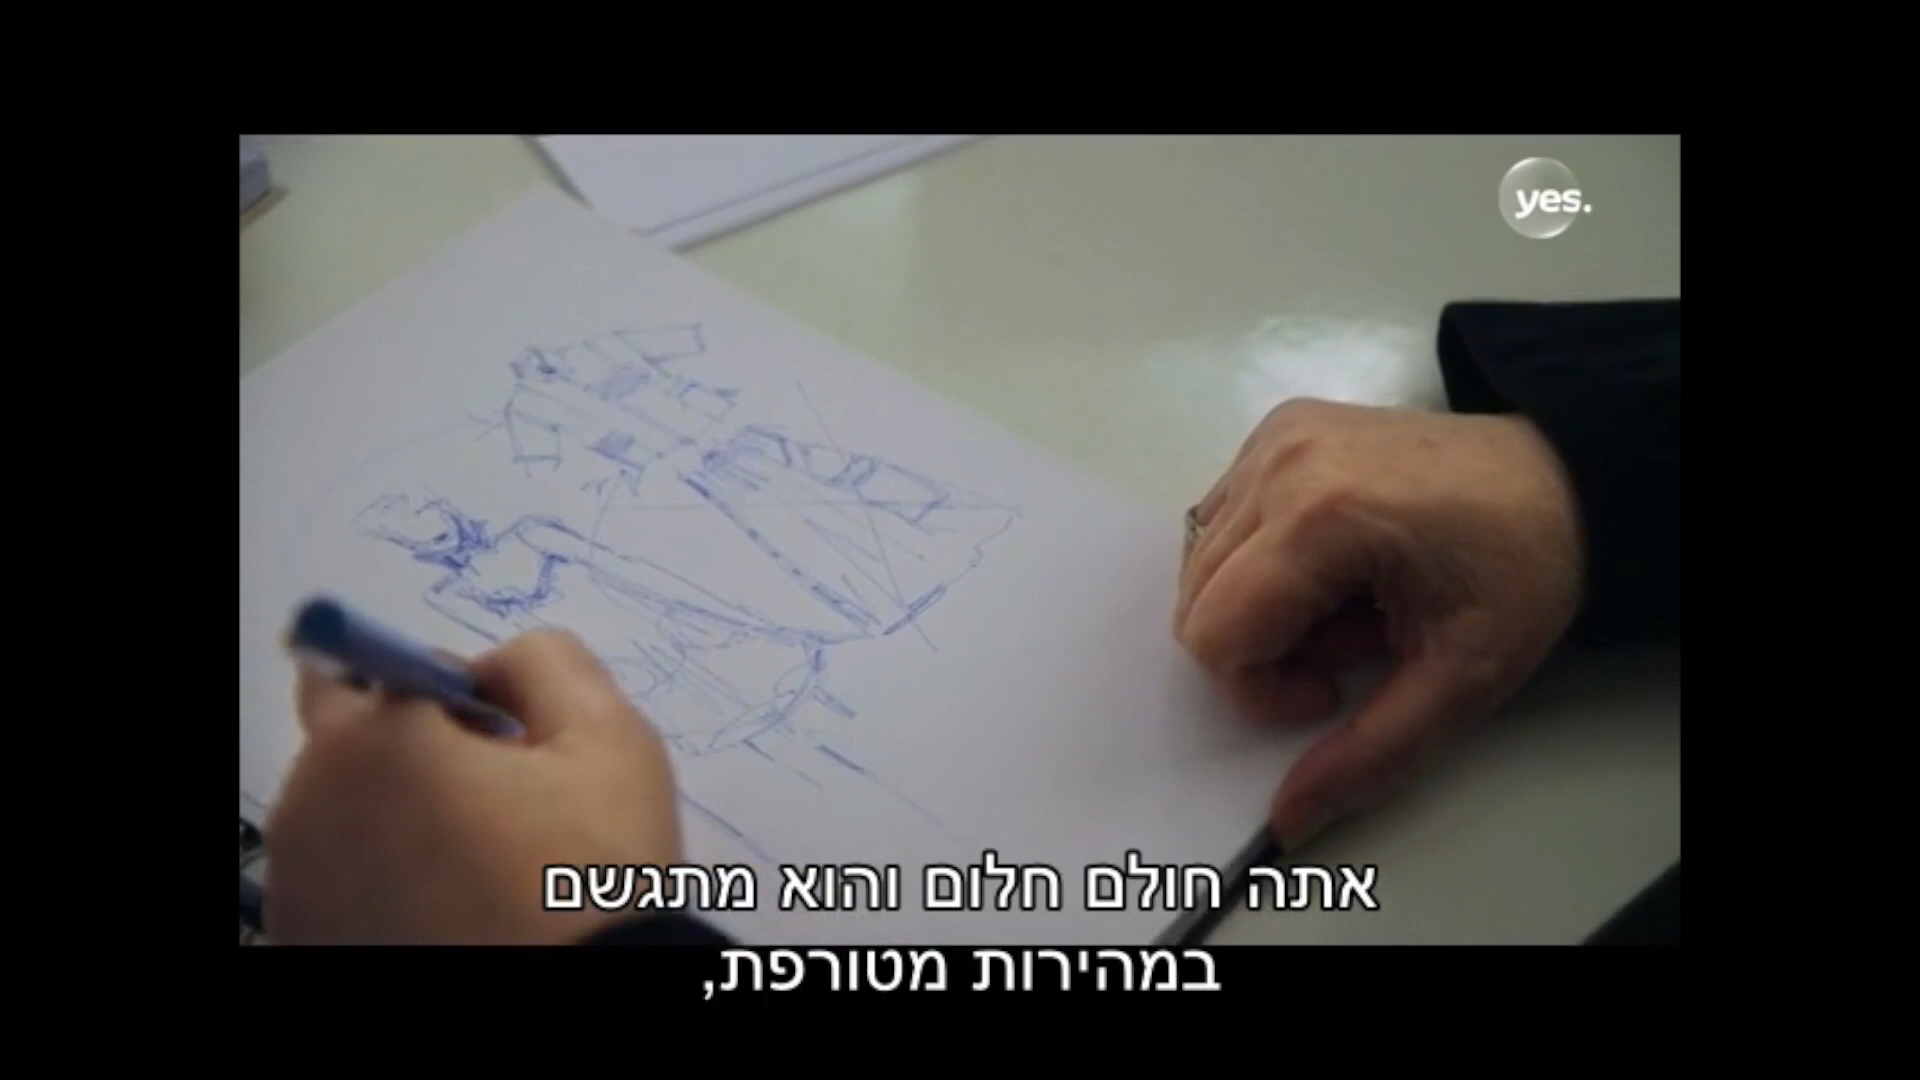 yes.
אתה חולם חלום והוא מתגשם
במהירות מטורפת,